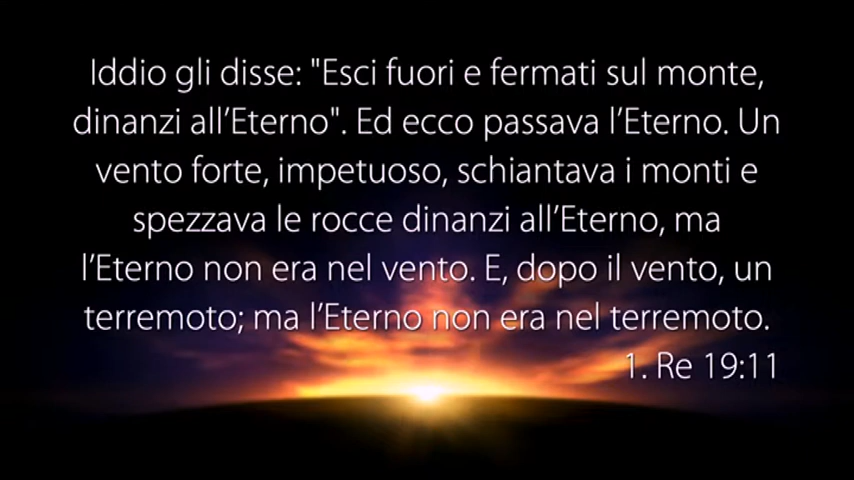 Iddio gli disse: "Esci fuori e fermati sul monte,
dinanzi all’Eterno". Ed ecco passava l’Eterno. Un
vento forte, impetuoso, schiantava i monti e
spezzava le rocce dinanzi all’Eterno, ma
l’Eterno non era nel vento. E, dopo il vento, un
terremoto; ma l’Eterno non era nel terremoto.
1. Re 19:11